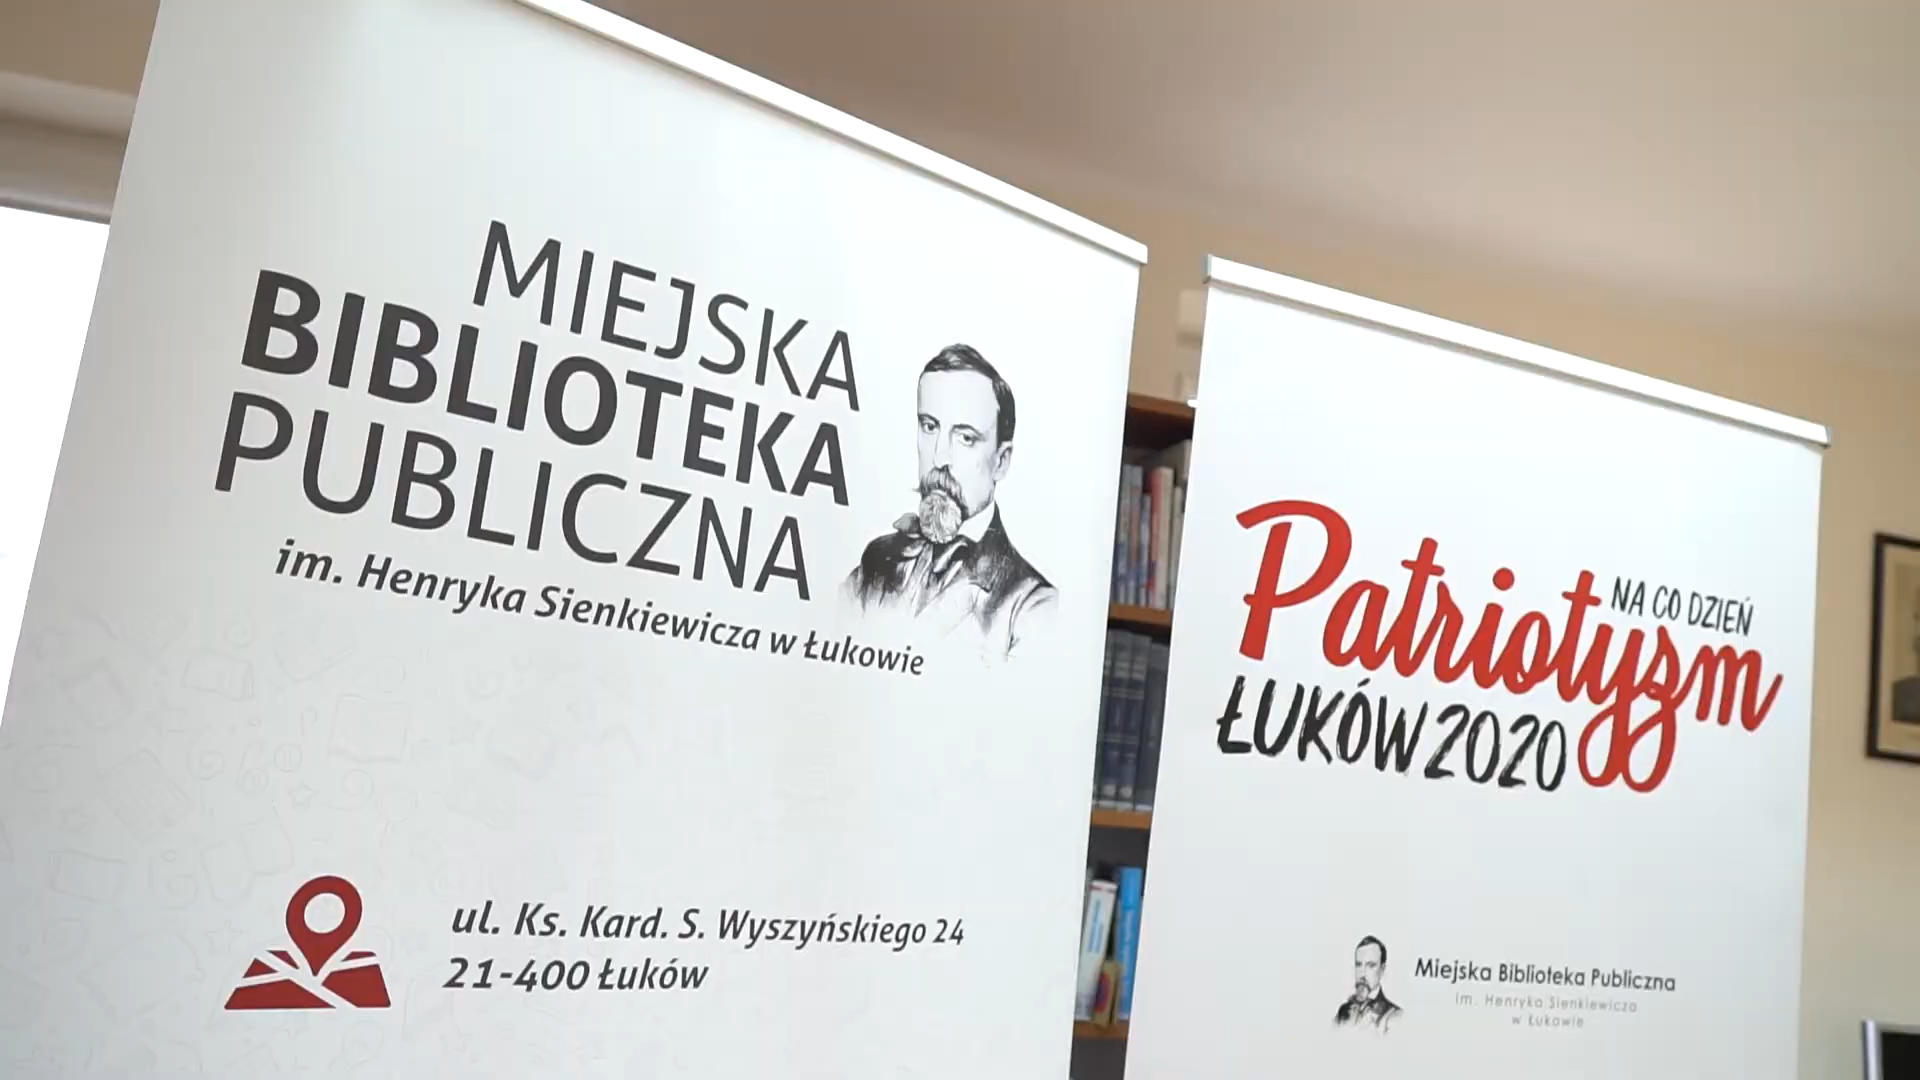 MIEJSKA
BIBLIOTEKA
PUBLICZNA
im. Henryka Sienkiewicza w Łukowie
ul. Ks. Kard. S. Wyszyńskiego 24
21-400 Łuków
Patriotyzm
NA CO DZIEŃ
ŁUKÓW 2020
Miejska Biblioteka Publiczna
im. Henryka Sienkiewicza
w Łukowie